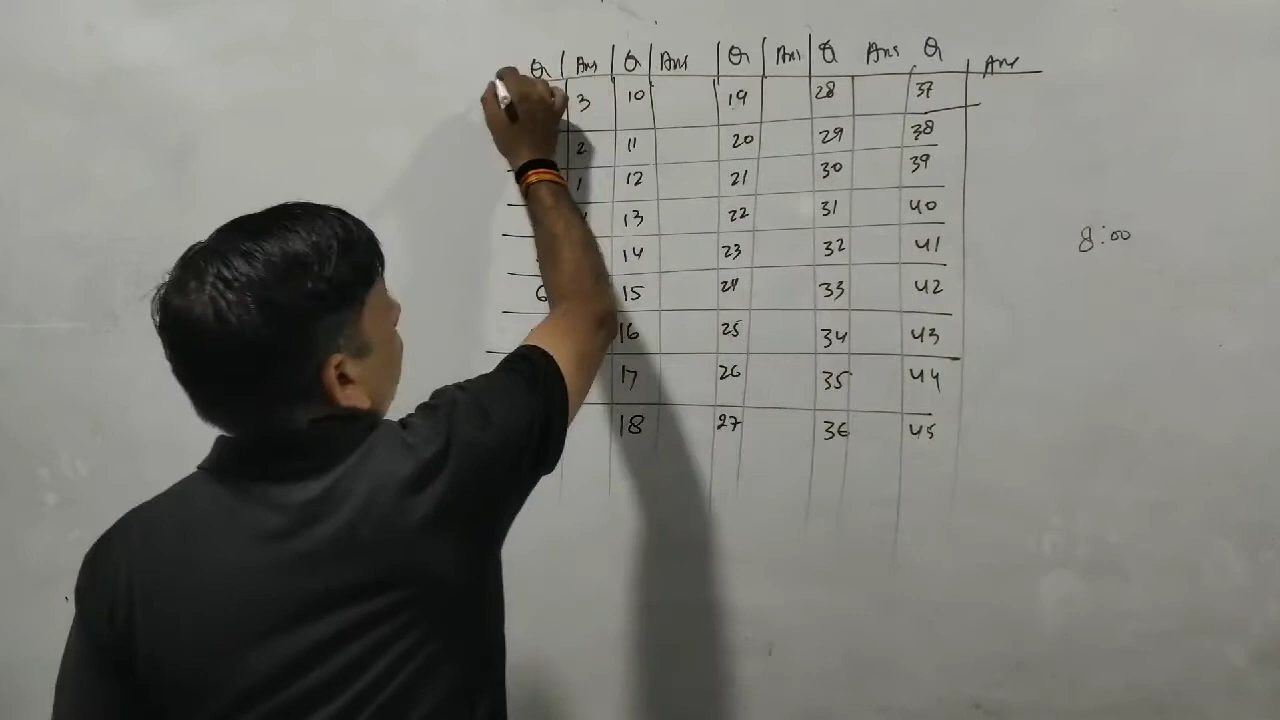 Q Ans Q Ans Q Ans Q Ans Q Ans
3 10 19 28 37
2 11 20 29 38
1 12 21 30 39
13 22 31 40
14 23 32 41
6 15 24 33 42
16 25 34 43
17 26 35 44
18 27 36 45
8:00